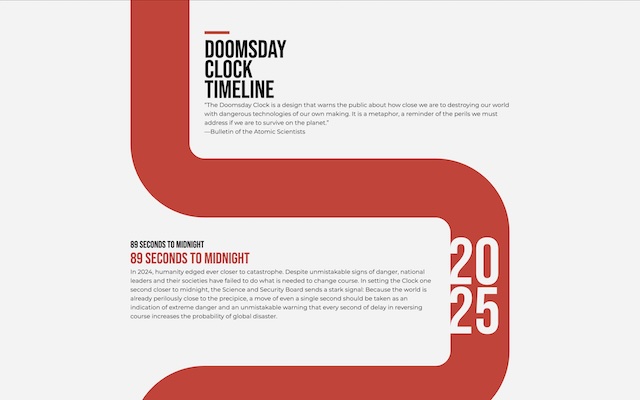 DOOMSDAY
CLOCK
TIMELINE
“The Doomsday Clock is a design that warns the public about how close we are to destroying our world
with dangerous technologies of our own making. It is a metaphor, a reminder of the perils we must
address if we are to survive on the planet.”
—Bulletin of the Atomic Scientists
89 SECONDS TO MIDNIGHT
89 SECONDS TO MIDNIGHT
In 2024, humanity edged ever closer to catastrophe. Despite unmistakable signs of danger, national
leaders and their societies have failed to do what is needed to change course. In setting the Clock one
second closer to midnight, the Science and Security Board sends a stark signal: Because the world is
already perilously close to the precipice, a move of even a single second should be taken as an
indication of extreme danger and an unmistakable warning that every second of delay in reversing
course increases the probability of global disaster.
20
25